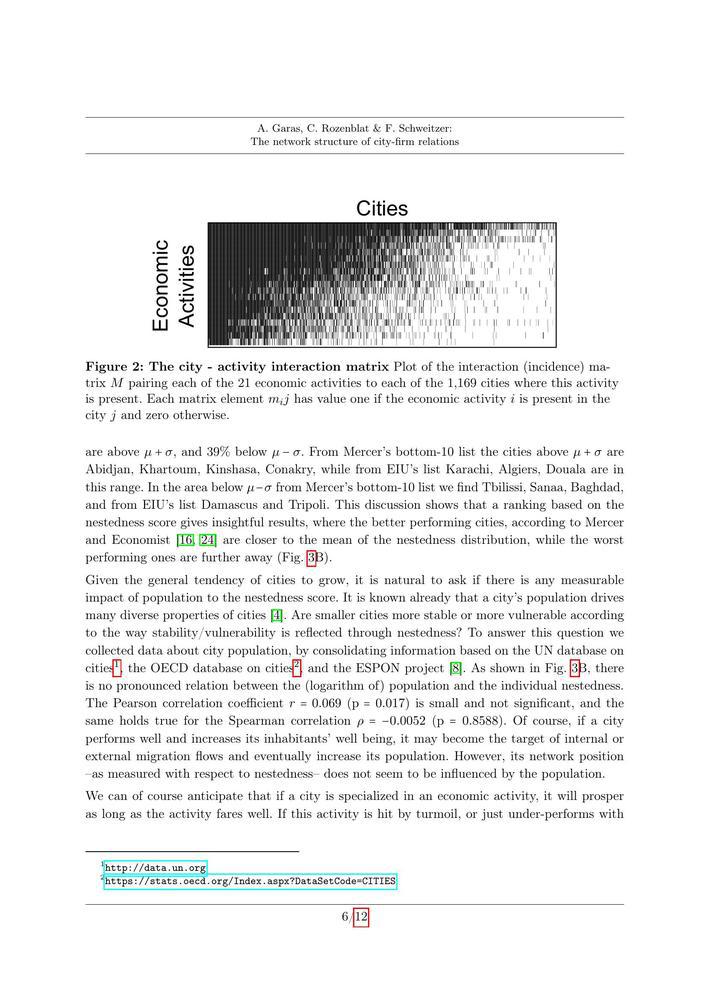 A. Garas, C. Rozenblat & F. Schweitzer:
The network structure of city-firm relations
Cities
Economic
Activities
Figure 2: The city - activity interaction matrix Plot of the interaction (incidence) ma-
trix M pairing each of the 21 economic activities to each of the 1,169 cities where this activity
is present. Each matrix element m_ij has value one if the economic activity i is present in the
city j and zero otherwise.
are above μ + σ, and 39% below μ − σ. From Mercer's bottom-10 list the cities above μ + σ are
Abidjan, Khartoum, Kinshasa, Conakry, while from EIU's list Karachi, Algiers, Douala are in
this range. In the area below μ−σ from Mercer's bottom-10 list we find Tbilissi, Sanaa, Baghdad,
and from EIU's list Damascus and Tripoli. This discussion shows that a ranking based on the
nestedness score gives insightful results, where the better performing cities, according to Mercer
and Economist [16, 24] are closer to the mean of the nestedness distribution, while the worst
performing ones are further away (Fig. 3B).
Given the general tendency of cities to grow, it is natural to ask if there is any measurable
impact of population to the nestedness score. It is known already that a city's population drives
many diverse properties of cities [4]. Are smaller cities more stable or more vulnerable according
to the way stability/vulnerability is reflected through nestedness? To answer this question we
collected data about city population, by consolidating information based on the UN database on
cities1, the OECD database on cities2, and the ESPON project [8]. As shown in Fig. 3B, there
is no pronounced relation between the (logarithm of) population and the individual nestedness.
The Pearson correlation coefficient r = 0.069 (p = 0.017) is small and not significant, and the
same holds true for the Spearman correlation ρ = −0.0052 (p = 0.8588). Of course, if a city
performs well and increases its inhabitants' well being, it may become the target of internal or
external migration flows and eventually increase its population. However, its network position
–as measured with respect to nestedness– does not seem to be influenced by the population.
We can of course anticipate that if a city is specialized in an economic activity, it will prosper
as long as the activity fares well. If this activity is hit by turmoil, or just under-performs with
1http://data.un.org
2https://stats.oecd.org/Index.aspx?DataSetCode=CITIES
6/12